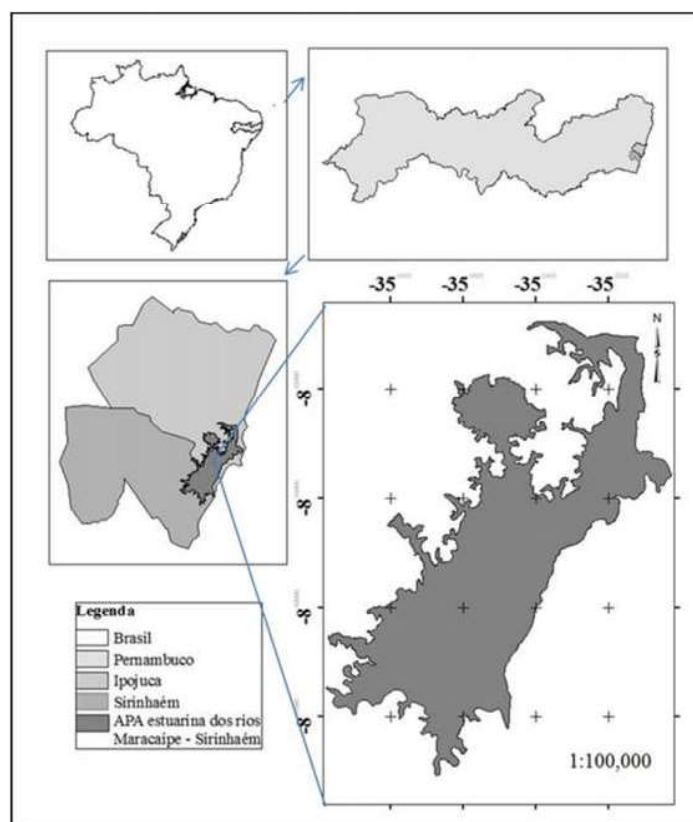 -35 -35 -35 -35
N
-8
-8
-8
-8
Legenda
Brasil
Pernambuco
Ipojuca
Sirinhaém
APA estuarina dos rios
Maracaipe - Sirinhaém
1:100,000